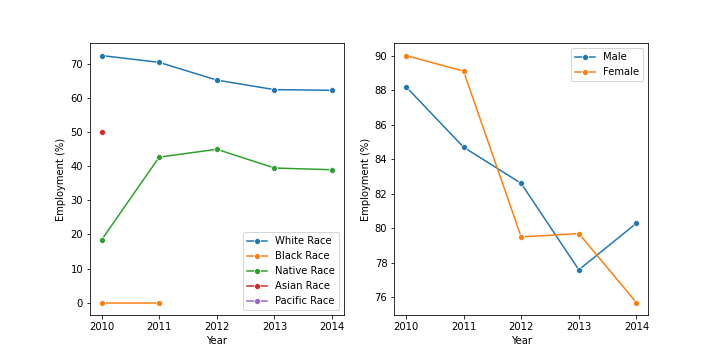 70
60
50
40
30
20
10
0
Employment (%)
2010 2011 2012 2013 2014
Year
White Race
Black Race
Native Race
Asian Race
Pacific Race
90
88
86
84
82
80
78
76
Employment (%)
2010 2011 2012 2013 2014
Year
Male
Female